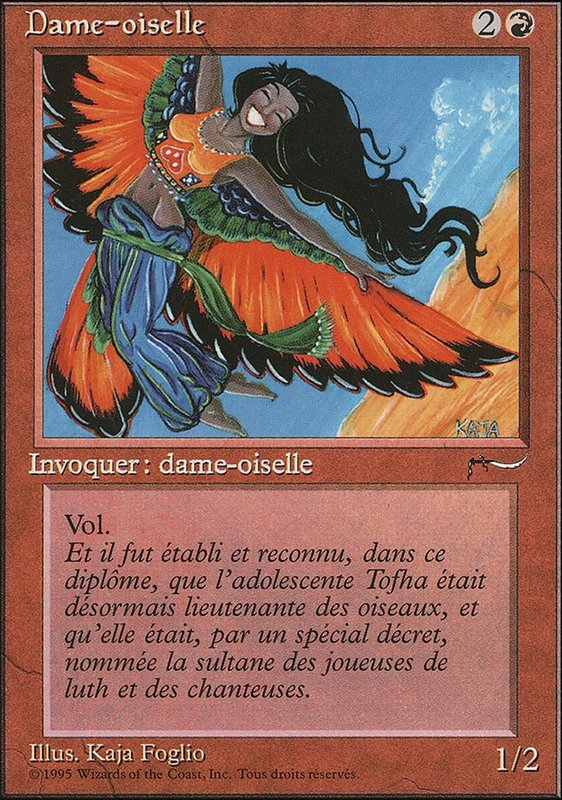 Dame-oiselle
2
KAJA
Invoquer : dame-oiselle
Vol.
Et il fut établi et reconnu, dans ce
diplôme, que l'adolescente Tofha était
désormais lieutenante des oiseaux, et
qu'elle était, par un spécial décret,
nommée la sultane des joueuses de
luth et des chanteuses.
Illus. Kaja Foglio
1/2
© 1995 Wizards of the Coast, Inc. Tous droits réservés.